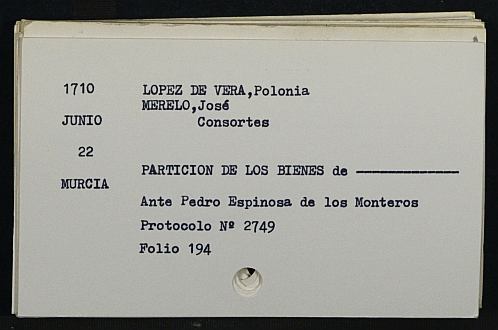 1710 LOPEZ DE VERA,Polonia
MERELO,José
JUNIO Consortes
22
PARTICION DE LOS BIENES de ---------------
MURCIA
Ante Pedro Espinosa de los Monteros
Protocolo Nº 2749
Folio 194